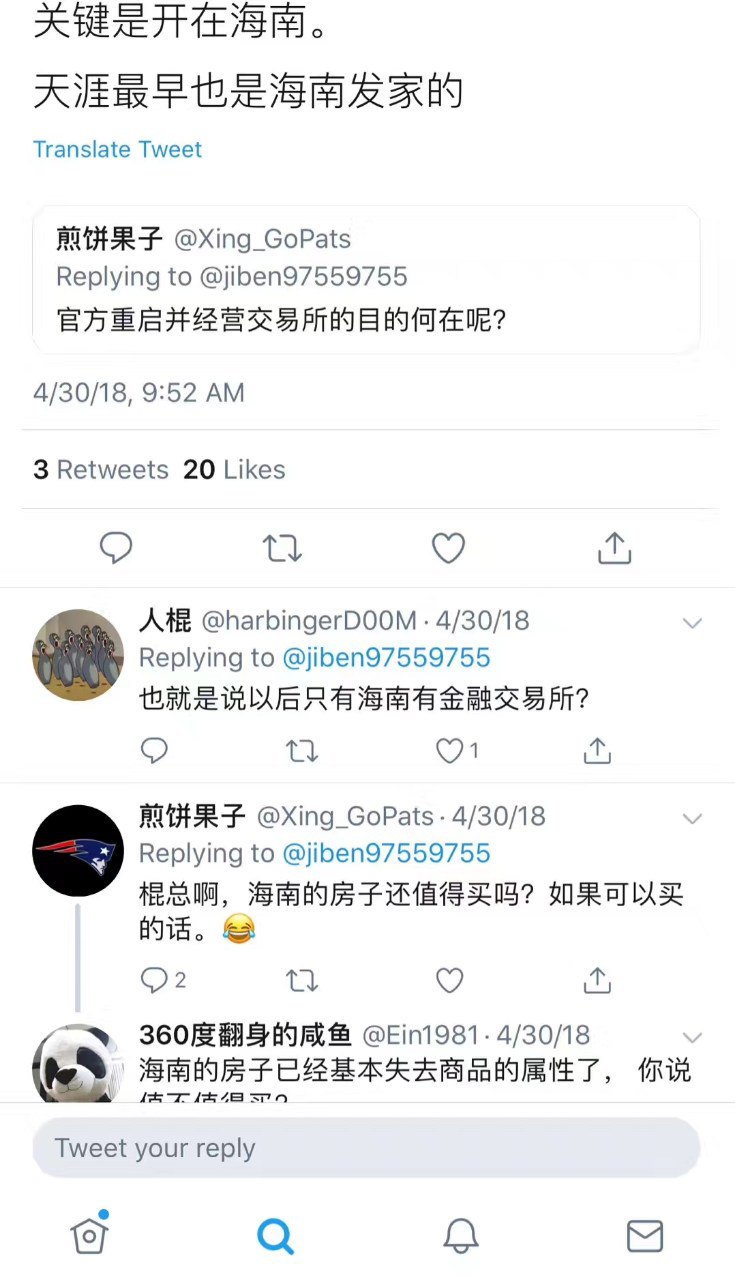 关键是开在海南。
天涯最早也是海南发家的
Translate Tweet
煎饼果子 @Xing_GoPats
Replying to @jiben97559755
官方重启并经营交易所的目的何在呢?
4/30/18, 9:52 AM
3 Retweets 20 Likes
人棍 @harbingerD00M · 4/30/18
Replying to @jiben97559755
也就是说以后只有海南有金融交易所?
1
煎饼果子 @Xing_GoPats · 4/30/18
Replying to @jiben97559755
棍总啊，海南的房子还值得买吗？如果可以买
的话。😂
2
360度翻身的咸鱼 @Ein1981 · 4/30/18
海南的房子已经基本失去商品的属性了， 你说
值不值得买?
Tweet your reply